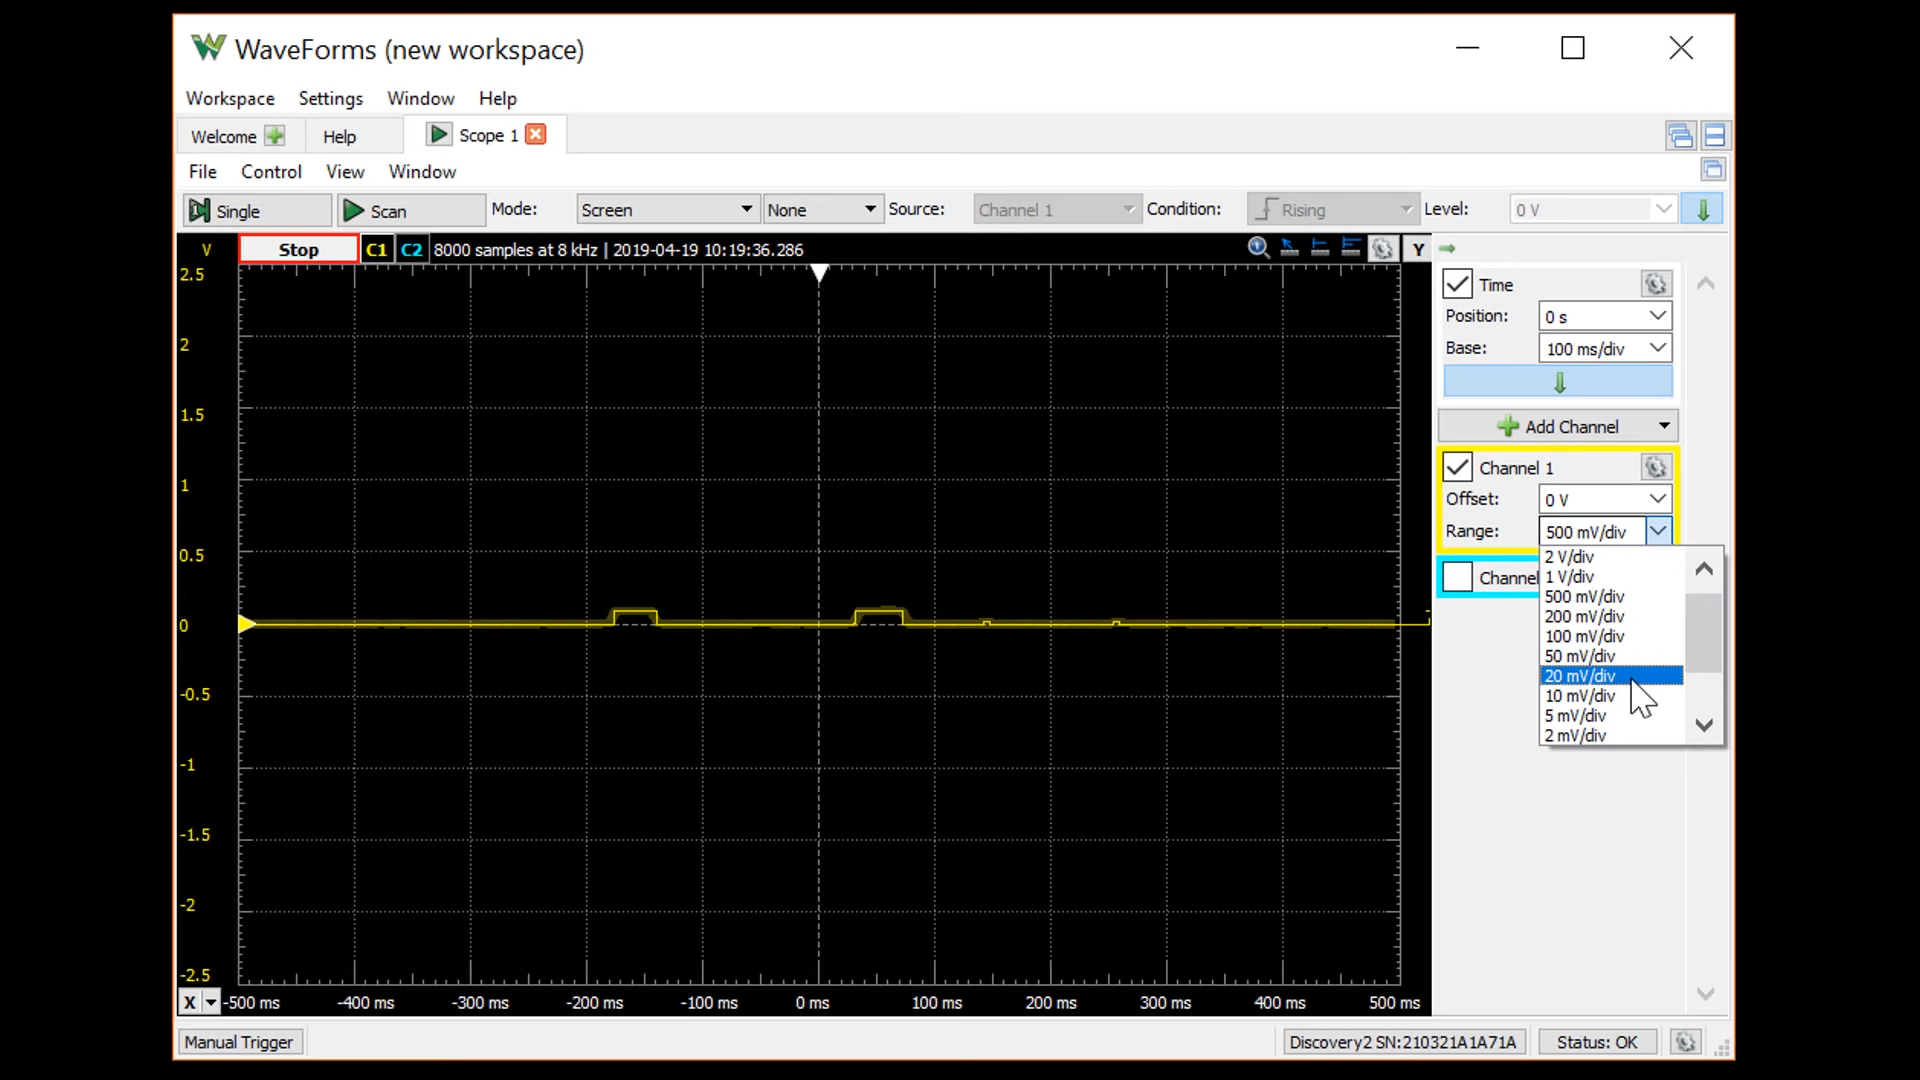 WaveForms (new workspace)
Workspace Settings Window Help
Welcome Help Scope 1
File Control View Window
Single Scan Mode: Screen None Source: Channel 1 Condition: Rising Level: 0 V
V Stop C1 C2 8000 samples at 8 kHz | 2019-04-19 10:19:36.286 Y
2.5
2
1.5
1
0.5
0
-0.5
-1
-1.5
-2
-2.5
X -500 ms -400 ms -300 ms -200 ms -100 ms 0 ms 100 ms 200 ms 300 ms 400 ms 500 ms
Time
Position: 0 s
Base: 100 ms/div
Add Channel
Channel 1
Offset: 0 V
Range: 500 mV/div
Channel
2 V/div
1 V/div
500 mV/div
200 mV/div
100 mV/div
50 mV/div
20 mV/div
10 mV/div
5 mV/div
2 mV/div
Manual Trigger Discovery2 SN:210321A1A71A Status: OK